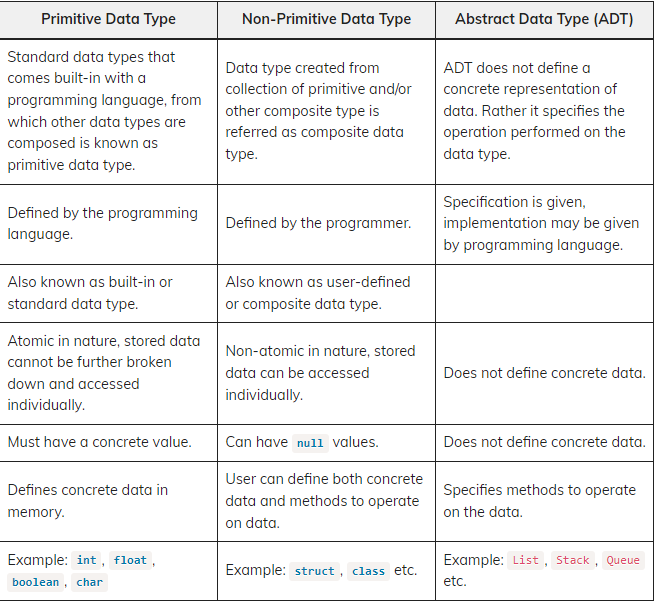 Primitive Data Type
Non-Primitive Data Type
Abstract Data Type (ADT)
Standard data types that
comes built-in with a
programming language, from
which other data types are
composed is known as
primitive data type.
Data type created from
collection of primitive and/or
other composite type is
referred as composite data
type.
ADT does not define a
concrete representation of
data. Rather it specifies the
operation performed on the
data type.
Defined by the programming
language.
Defined by the programmer.
Specification is given,
implementation may be given
by programming language.
Also known as built-in or
standard data type.
Also known as user-defined
or composite data type.
Atomic in nature, stored data
cannot be further broken
down and accessed
individually.
Non-atomic in nature, stored
data can be accessed
individually.
Does not define concrete data.
Must have a concrete value.
Can have null values.
Does not define concrete data.
Defines concrete data in
memory.
User can define both concrete
data and methods to operate
on data.
Specifies methods to operate
on the data.
Example: int, float,
boolean, char
Example: struct, class etc.
Example: List, Stack, Queue
etc.